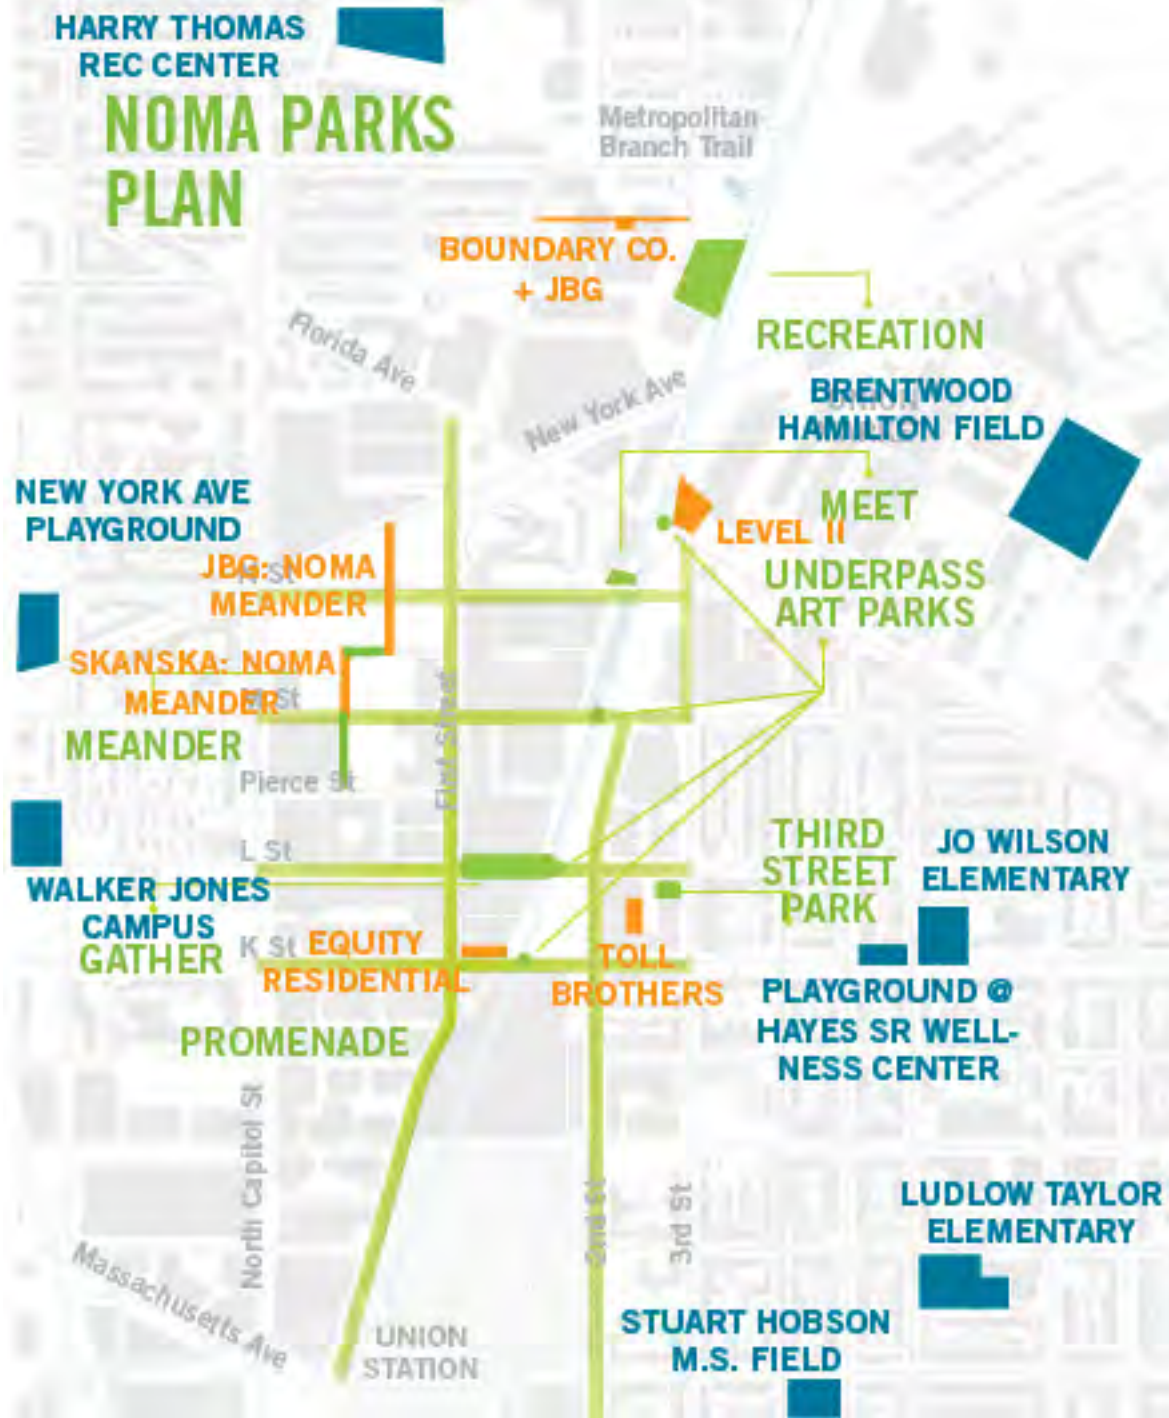 HARRY THOMAS
REC CENTER
NOMA PARKS
PLAN
Metropolitan
Branch Trail
BOUNDARY CO.
+ JBG
RECREATION
Florida Ave
New York Ave
BRENTWOOD
HAMILTON FIELD
NEW YORK AVE
PLAYGROUND
MEET
LEVEL II
JBG: NOMA
MEANDER
UNDERPASS
ART PARKS
SKANSKA: NOMA
MEANDER
St
MEANDER
First Street
Pierce St
L St
THIRD
STREET
PARK
JO WILSON
ELEMENTARY
WALKER JONES
CAMPUS
GATHER
K St
EQUITY
RESIDENTIAL
TOLL
BROTHERS
PLAYGROUND @
HAYES SR WELL-
NESS CENTER
PROMENADE
North Capitol St
2nd St
3rd St
LUDLOW TAYLOR
ELEMENTARY
Massachusetts Ave
UNION
STATION
STUART HOBSON
M.S. FIELD